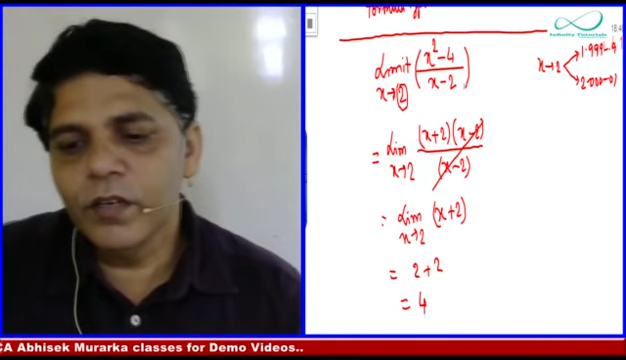 Infinity Tutorials
Limit x→2 (x²-4 / x-2)
x→2 1.999--9
2.000--01
= Lim x→2 (x+2)(x-2) / (x-2)
= Lim x→2 (x+2)
= 2+2
= 4
CA Abhisek Murarka classes for Demo Videos..